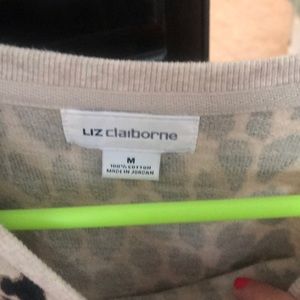 Liz claiborne
M
100% COTTON
MADE IN JORDAN